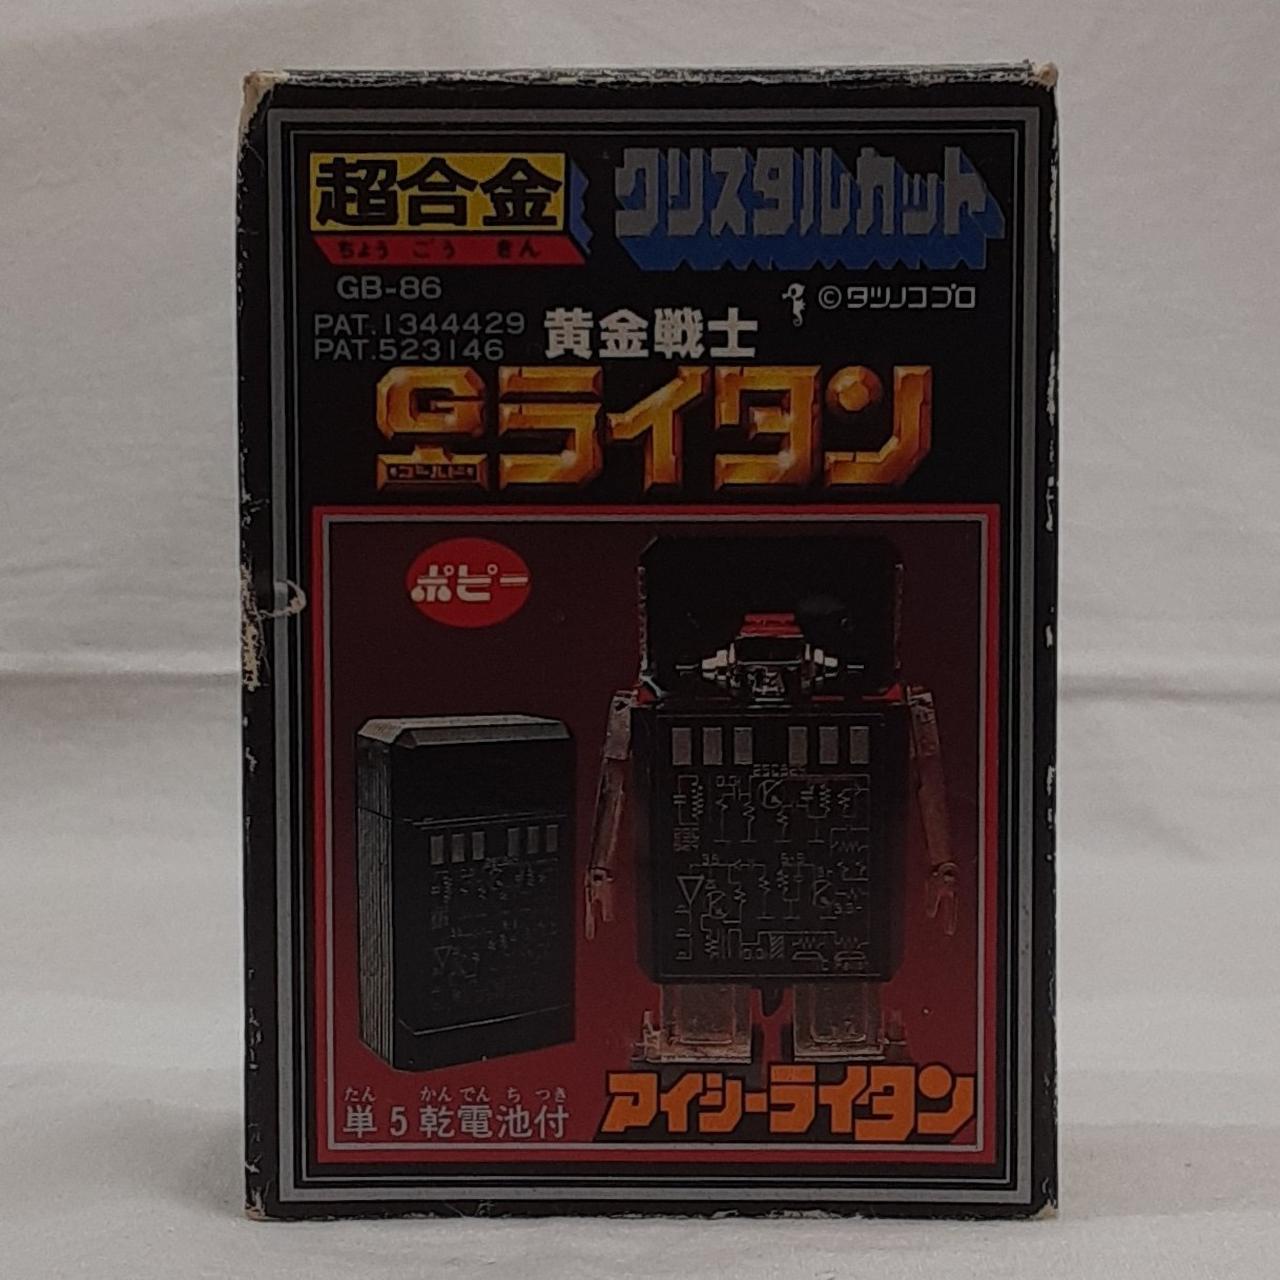 超合金
ちょうごうきん
クリスタルカット
GB-86
©タツノコプロ
PAT.1344429
PAT.523146
黄金戦士
Gライタン
ゴールド
ポピー
たん かんでんちつき
単5乾電池付
アイシーライタン